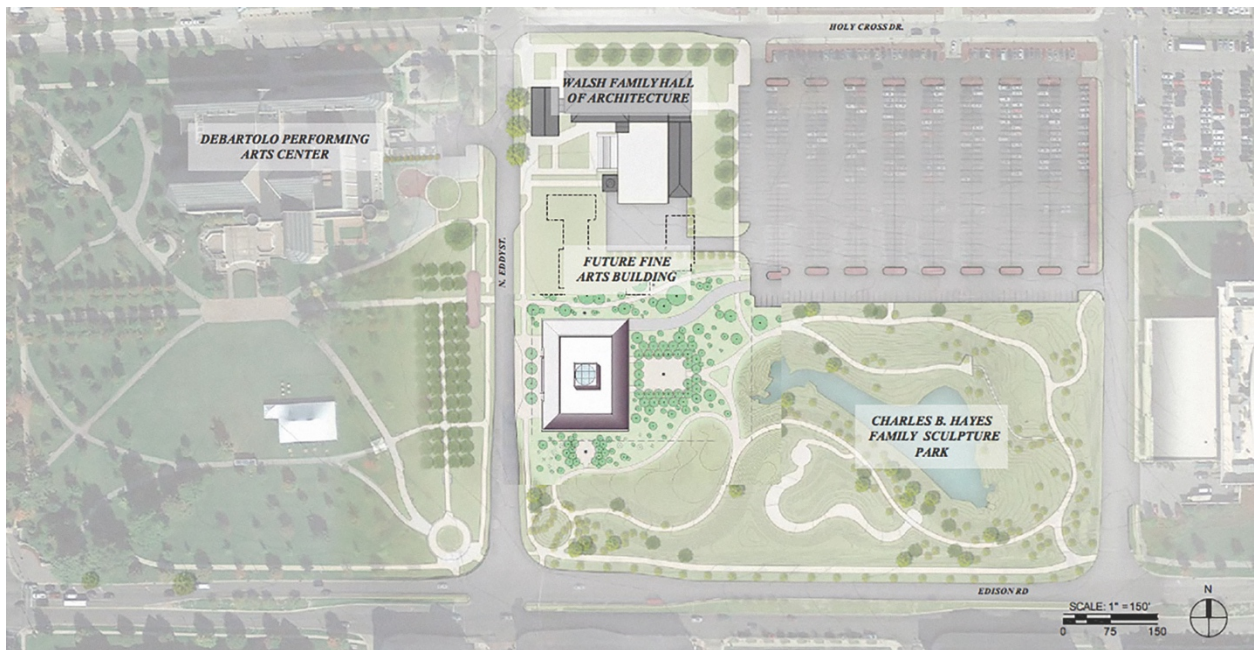 HOLY CROSS DR.
WALSH FAMILY HALL
OF ARCHITECTURE
DEBARTOLO PERFORMING
ARTS CENTER
N. EDDY ST.
FUTURE FINE
ARTS BUILDING
CHARLES B. HAYES
FAMILY SCULPTURE
PARK
EDISON RD
N
SCALE: 1" = 150'
0 75 150